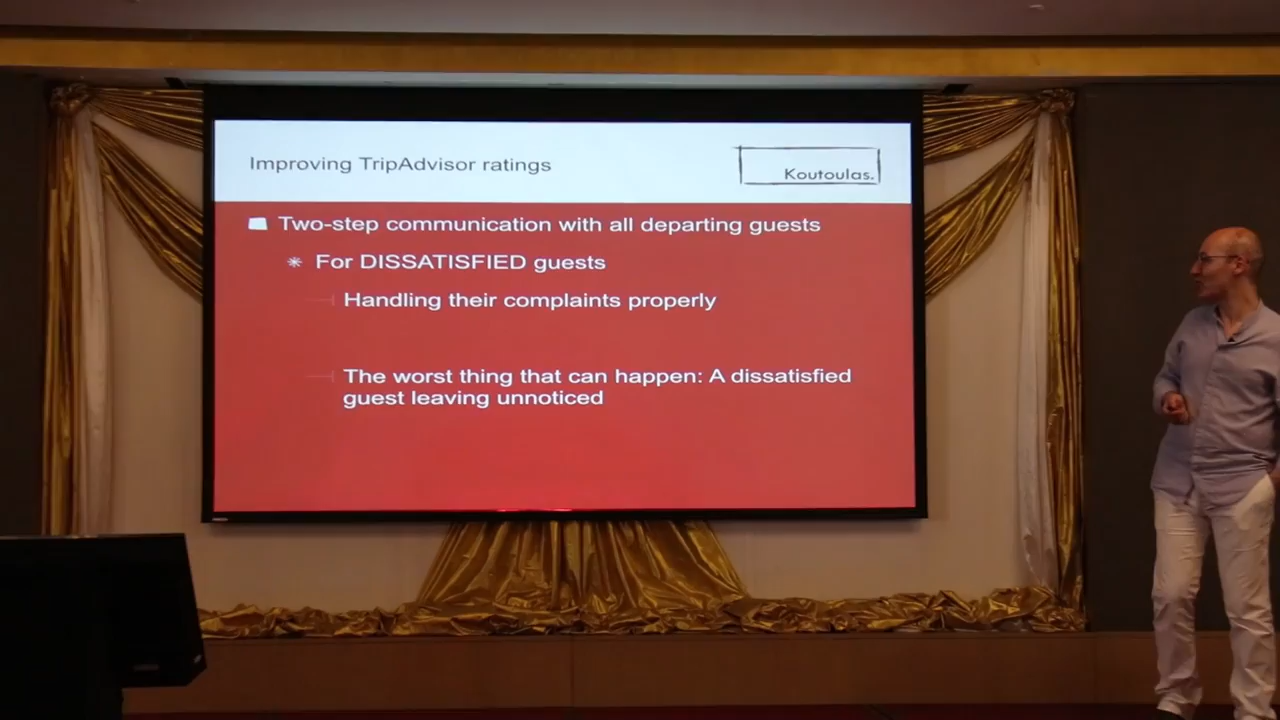 Improving TripAdvisor ratings
Koutoulas.
Two-step communication with all departing guests
For DISSATISFIED guests
Handling their complaints properly
The worst thing that can happen: A dissatisfied
guest leaving unnoticed